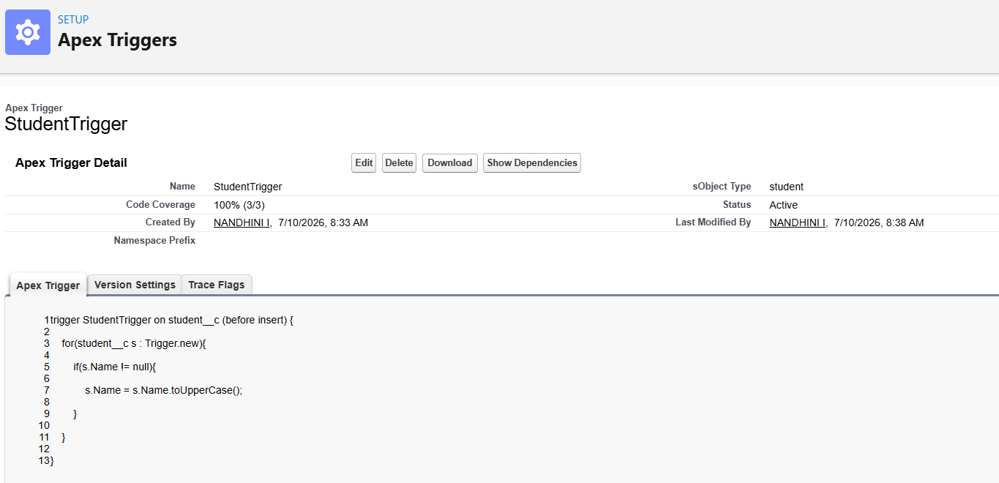 SETUP
Apex Triggers
Apex Trigger
StudentTrigger
Apex Trigger Detail
Edit Delete Download Show Dependencies
Name StudentTrigger sObject Type student
Code Coverage 100% (3/3) Status Active
Created By NANDHINI I, 7/10/2026, 8:33 AM Last Modified By NANDHINI I, 7/10/2026, 8:38 AM
Namespace Prefix
Apex Trigger Version Settings Trace Flags
1trigger StudentTrigger on student__c (before insert) {
2
3    for(student__c s : Trigger.new){
4
5        if(s.Name != null){
6
7            s.Name = s.Name.toUpperCase();
8
9        }
10
11    }
12
13}